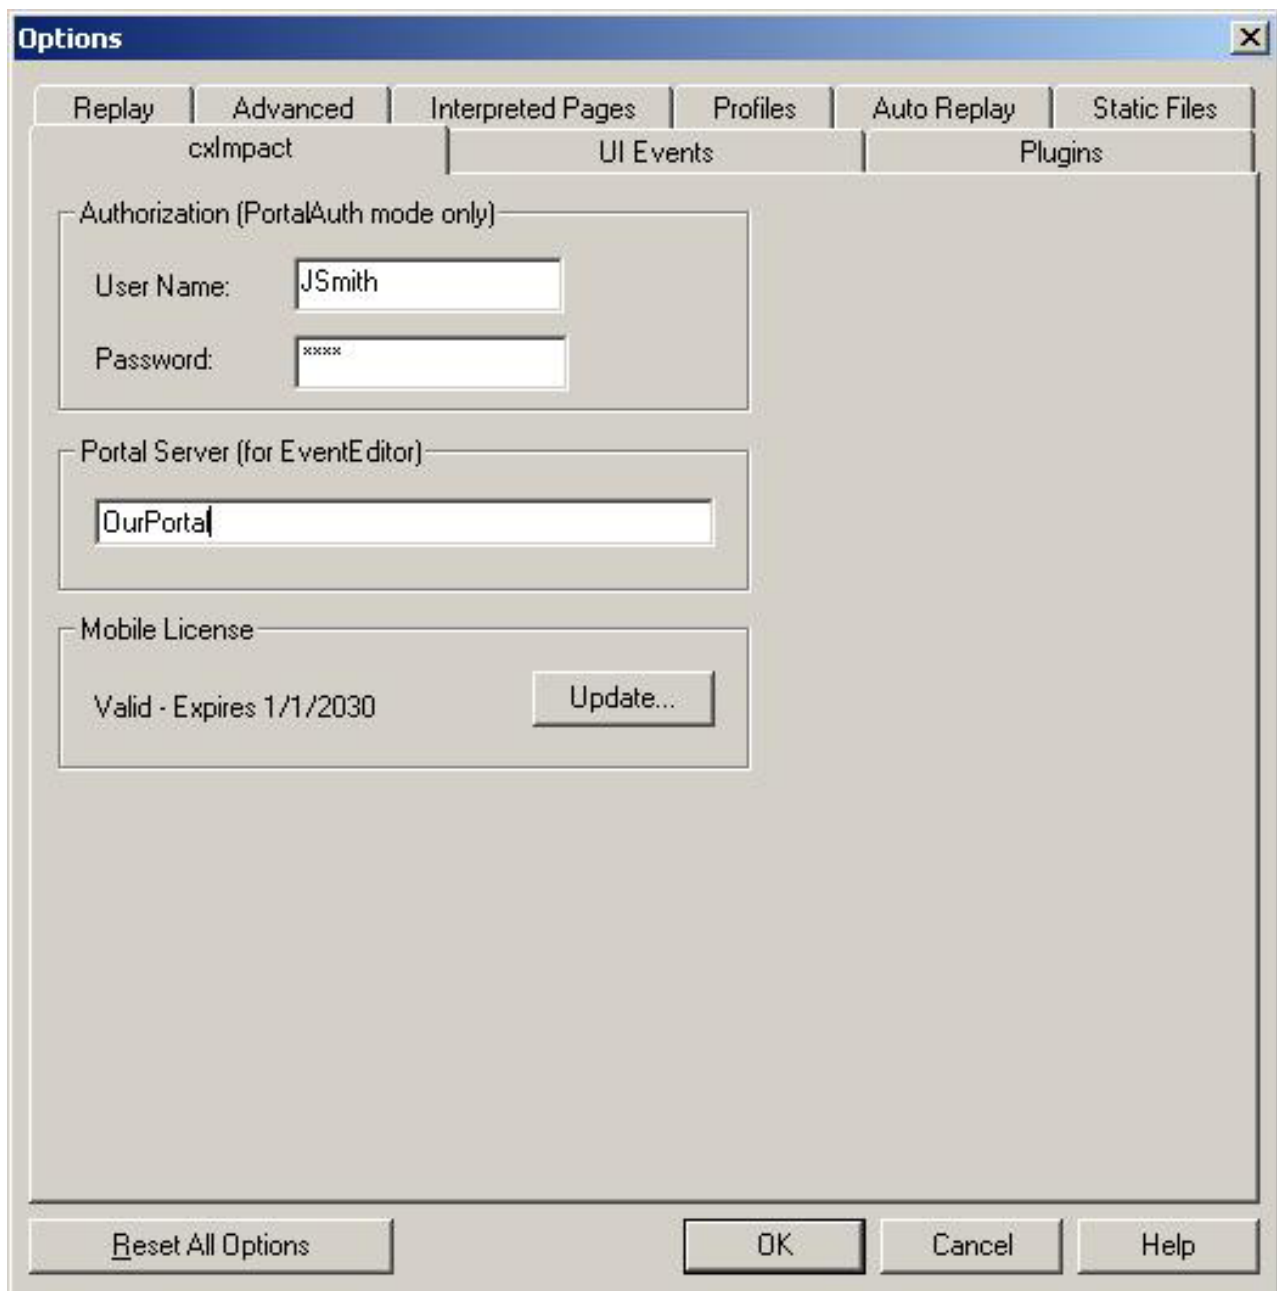 Options
Replay Advanced Interpreted Pages Profiles Auto Replay Static Files
cxImpact UI Events Plugins
Authorization (PortalAuth mode only)
User Name: JSmith
Password: ****
Portal Server (for EventEditor)
OurPortal
Mobile License
Valid - Expires 1/1/2030 Update...
Reset All Options OK Cancel Help